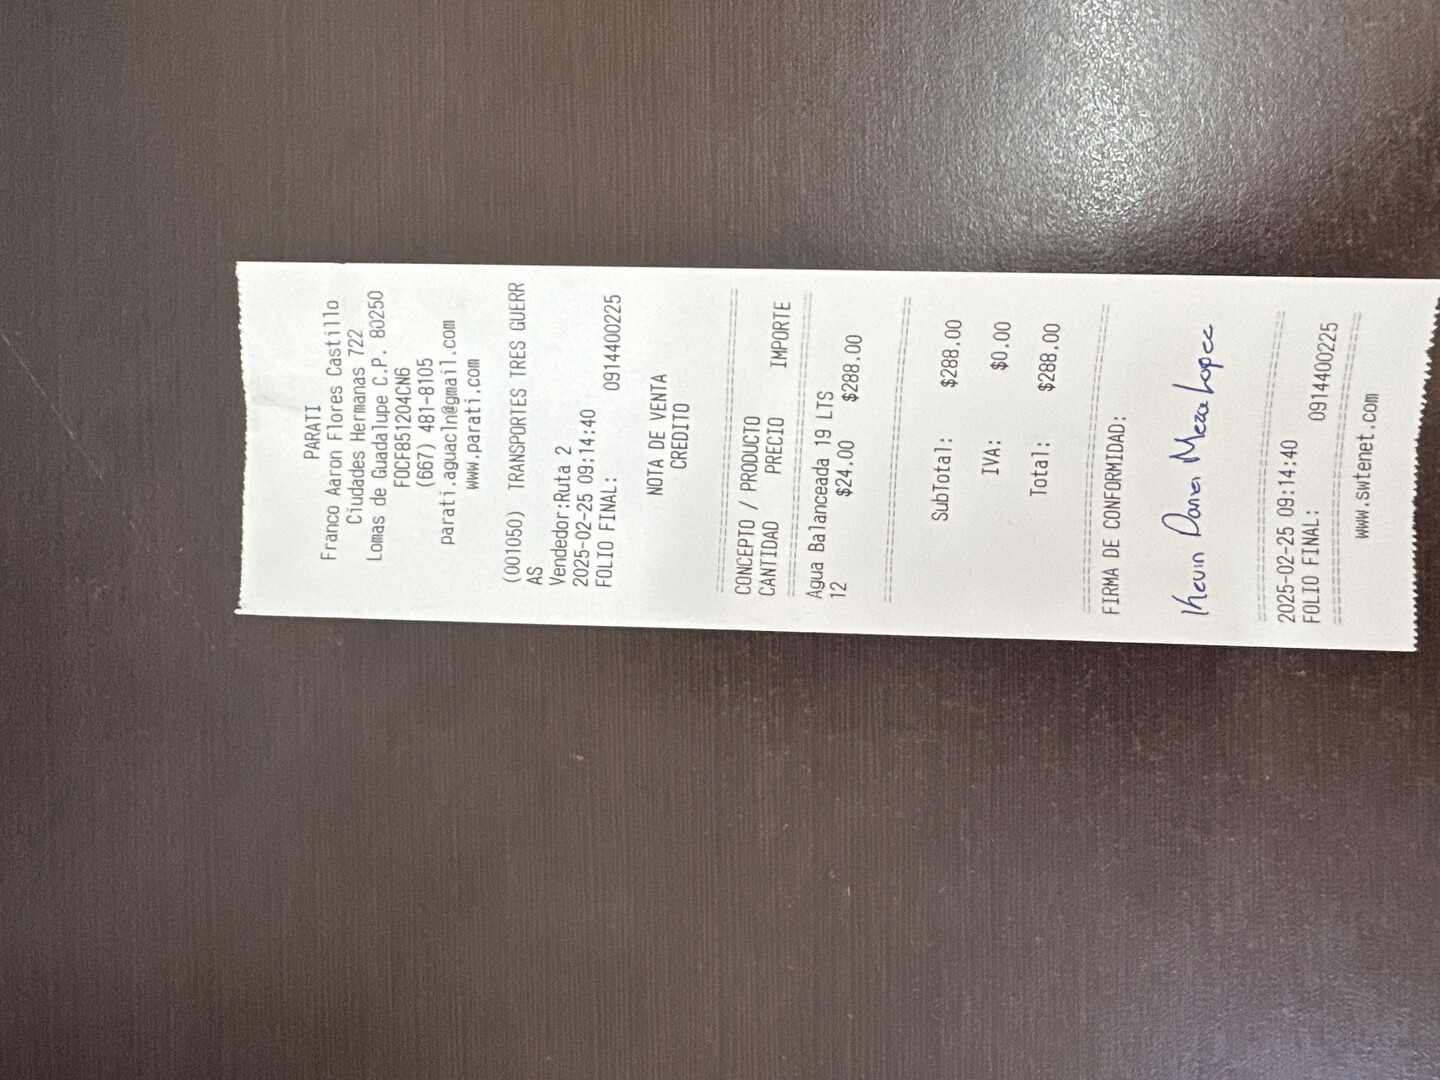 PARATI
Franco Aaron Flores Castillo
Ciudades Hermanas 722
Lomas de Guadalupe C.P. 80250
FOCF851204CN6
(667) 481-8105
parati.aguacln@gmail.com
www.parati.com
(001050) TRANSPORTES TRES GUERR
AS
Vendedor:Ruta 2
2025-02-25 09:14:40
FOLIO FINAL: 0914400225
NOTA DE VENTA
CREDITO
CONCEPTO / PRODUCTO
CANTIDAD PRECIO IMPORTE
Agua Balanceada 19 LTS
12 $24.00 $288.00
SubTotal: $288.00
IVA: $0.00
Total: $288.00
FIRMA DE CONFORMIDAD:
Kevin Daniel Meza Lopez
2025-02-25 09:14:40
FOLIO FINAL: 0914400225
www.swtenet.com